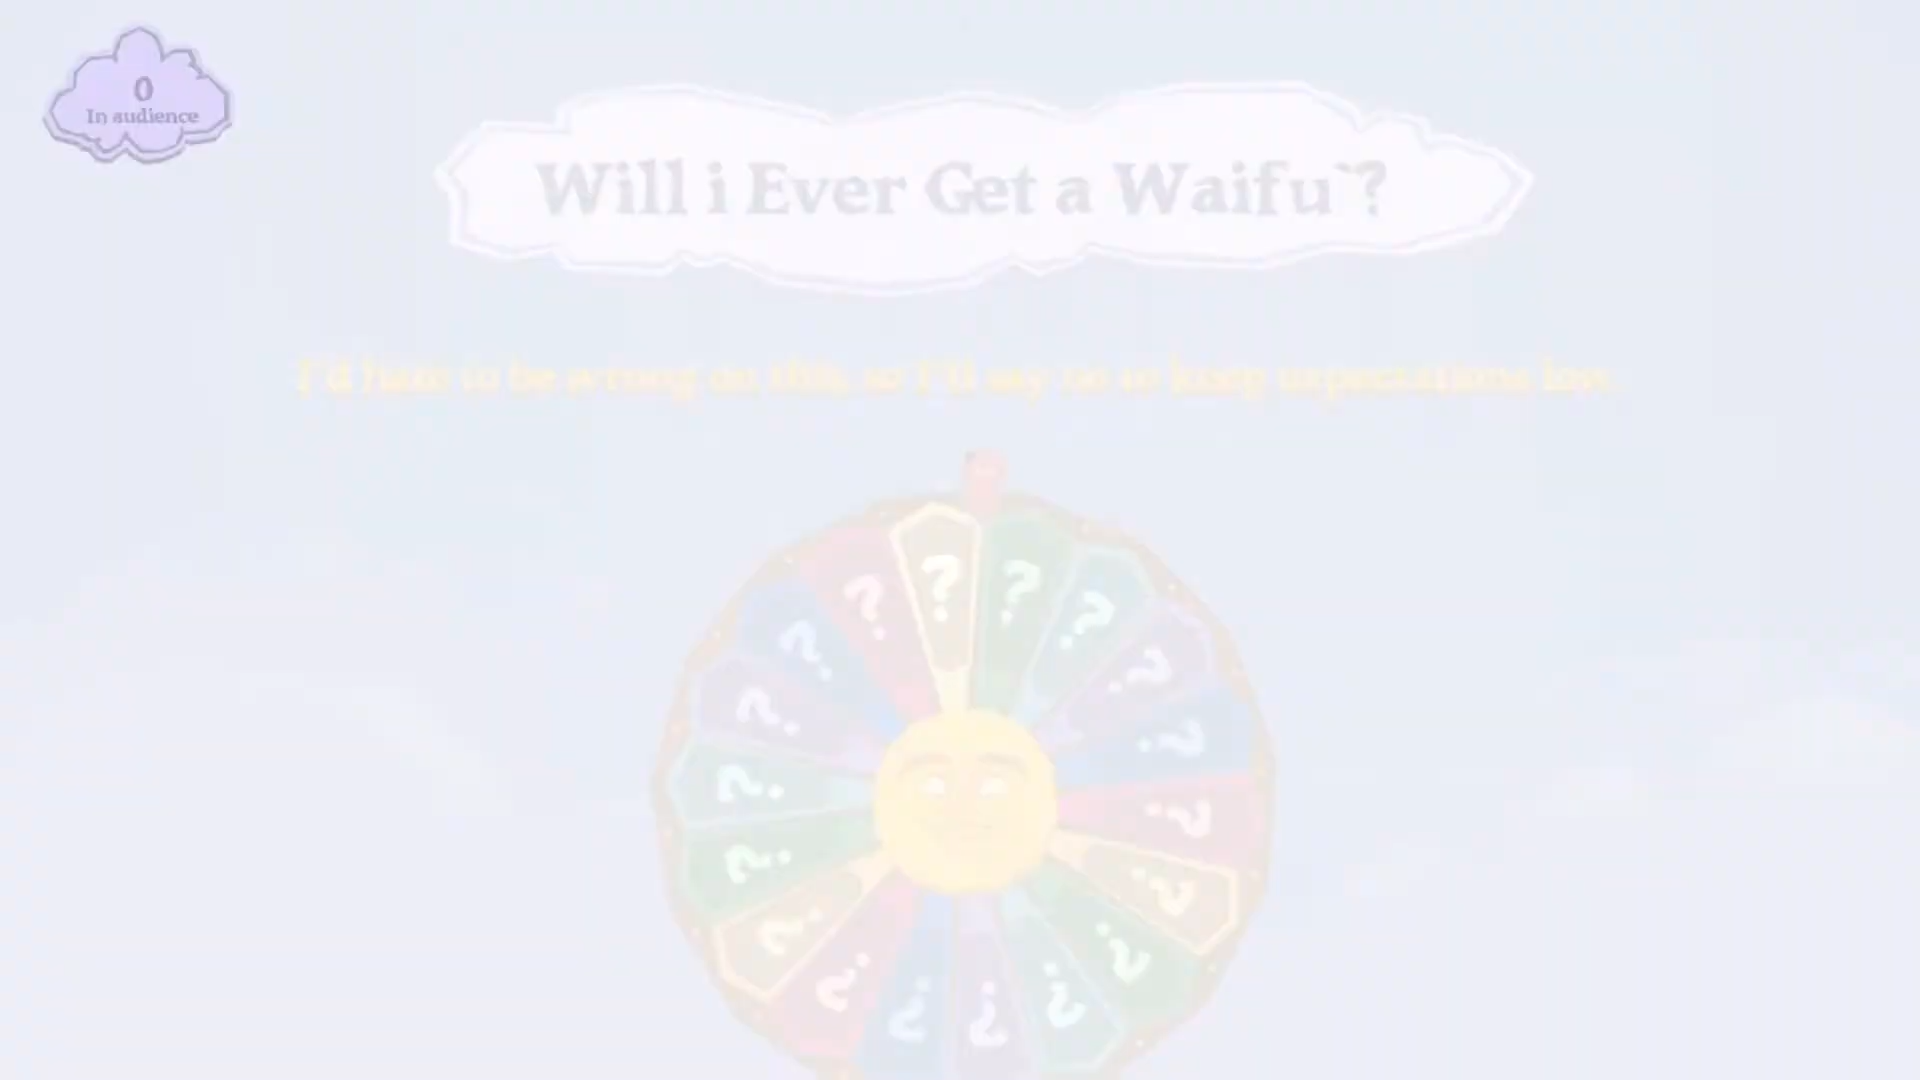 0
In audience
Will i Ever Get a Waifu`?
I'd hate to be wrong on this, so I'll say no to keep expectations low.
? ? ? ? ? ? ? ? ? ? ? ? ? ? ? ? ?